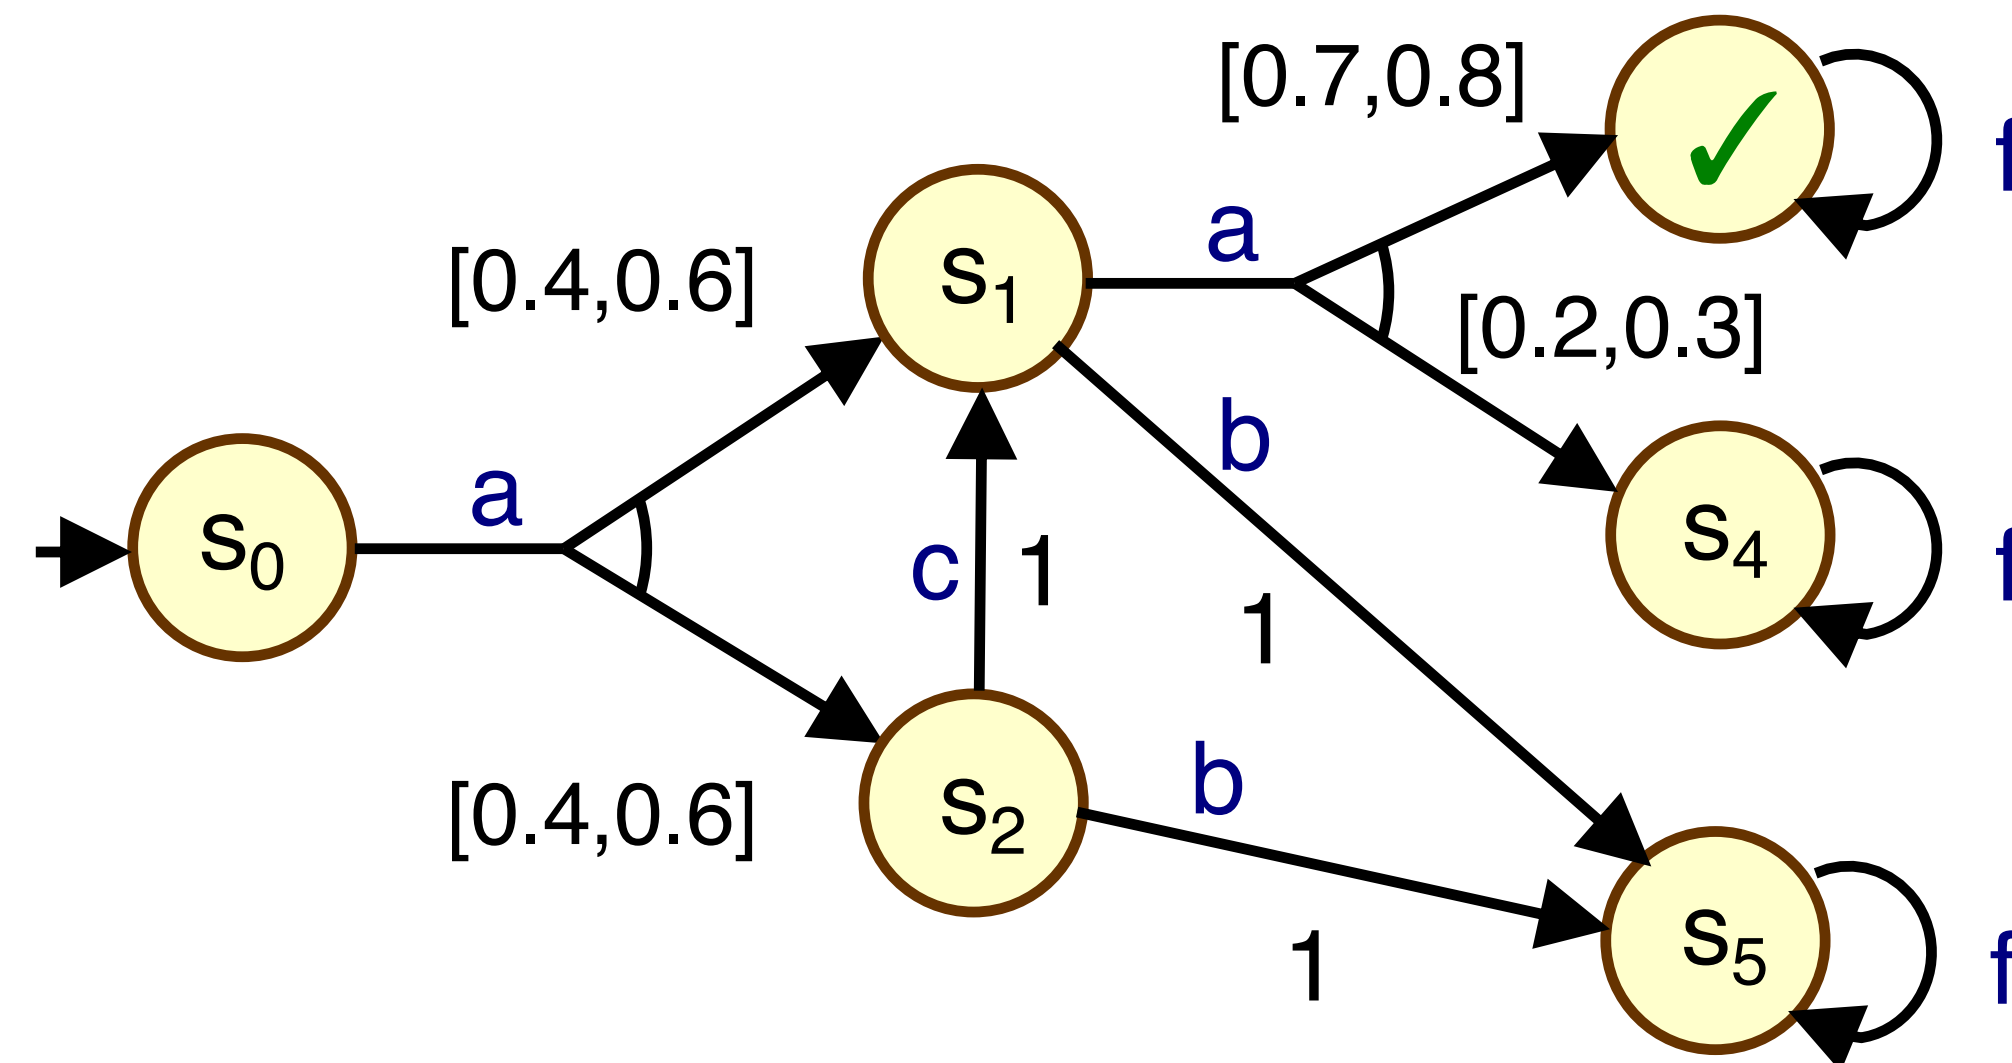 [0.7,0.8]
✓
f
a
[0.4,0.6]
s1
[0.2,0.3]
b
a
s0
c
1
s4
f
1
[0.4,0.6]
s2
b
1
s5
f